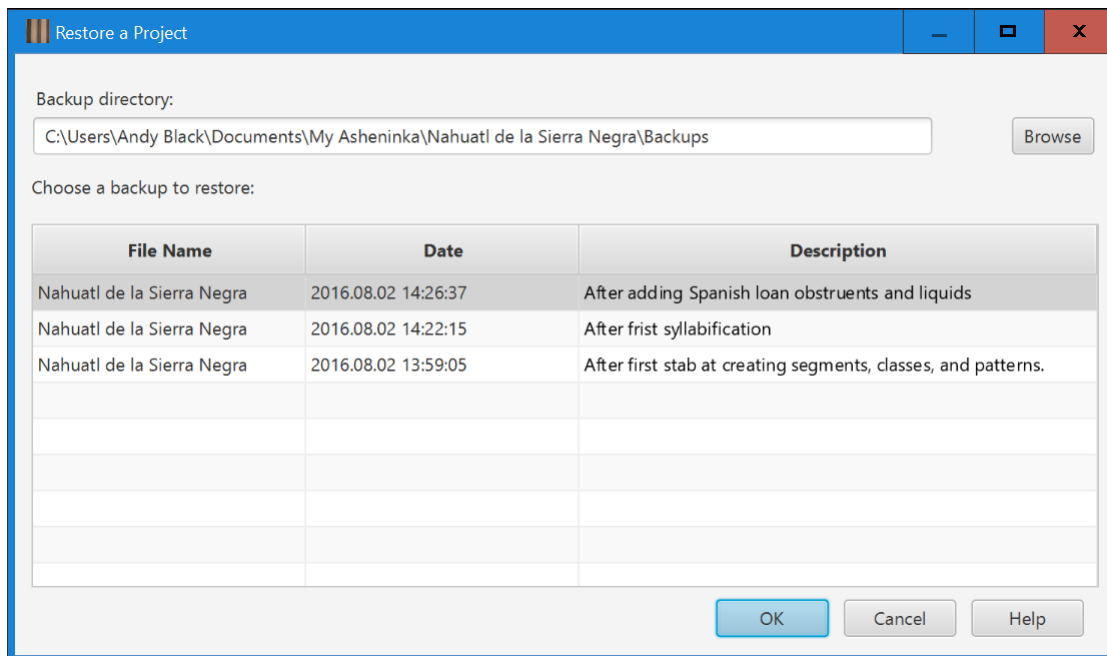 Restore a Project
Backup directory:
C:\Users\Andy Black\Documents\My Asheninka\Nahuatl de la Sierra Negra\Backups
Browse
Choose a backup to restore:
File Name Date Description
Nahuatl de la Sierra Negra 2016.08.02 14:26:37 After adding Spanish loan obstruents and liquids
Nahuatl de la Sierra Negra 2016.08.02 14:22:15 After frist syllabification
Nahuatl de la Sierra Negra 2016.08.02 13:59:05 After first stab at creating segments, classes, and patterns.
OK Cancel Help